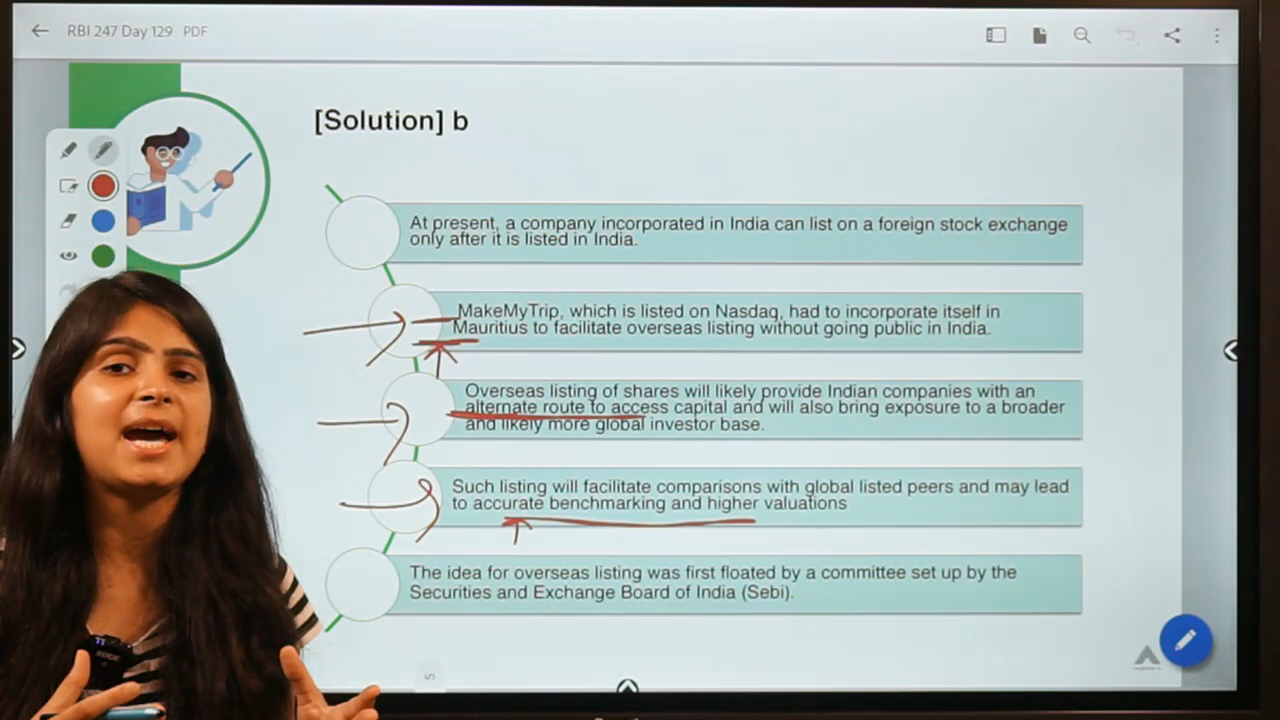 RBI 247 Day 129 PDF
[Solution] b
At present, a company incorporated in India can list on a foreign stock exchange
only after it is listed in India.
MakeMyTrip, which is listed on Nasdaq, had to incorporate itself in
Mauritius to facilitate overseas listing without going public in India.
Overseas listing of shares will likely provide Indian companies with an
alternate route to access capital and will also bring exposure to a broader
and likely more global investor base.
Such listing will facilitate comparisons with global listed peers and may lead
to accurate benchmarking and higher valuations
The idea for overseas listing was first floated by a committee set up by the
Securities and Exchange Board of India (Sebi).
5